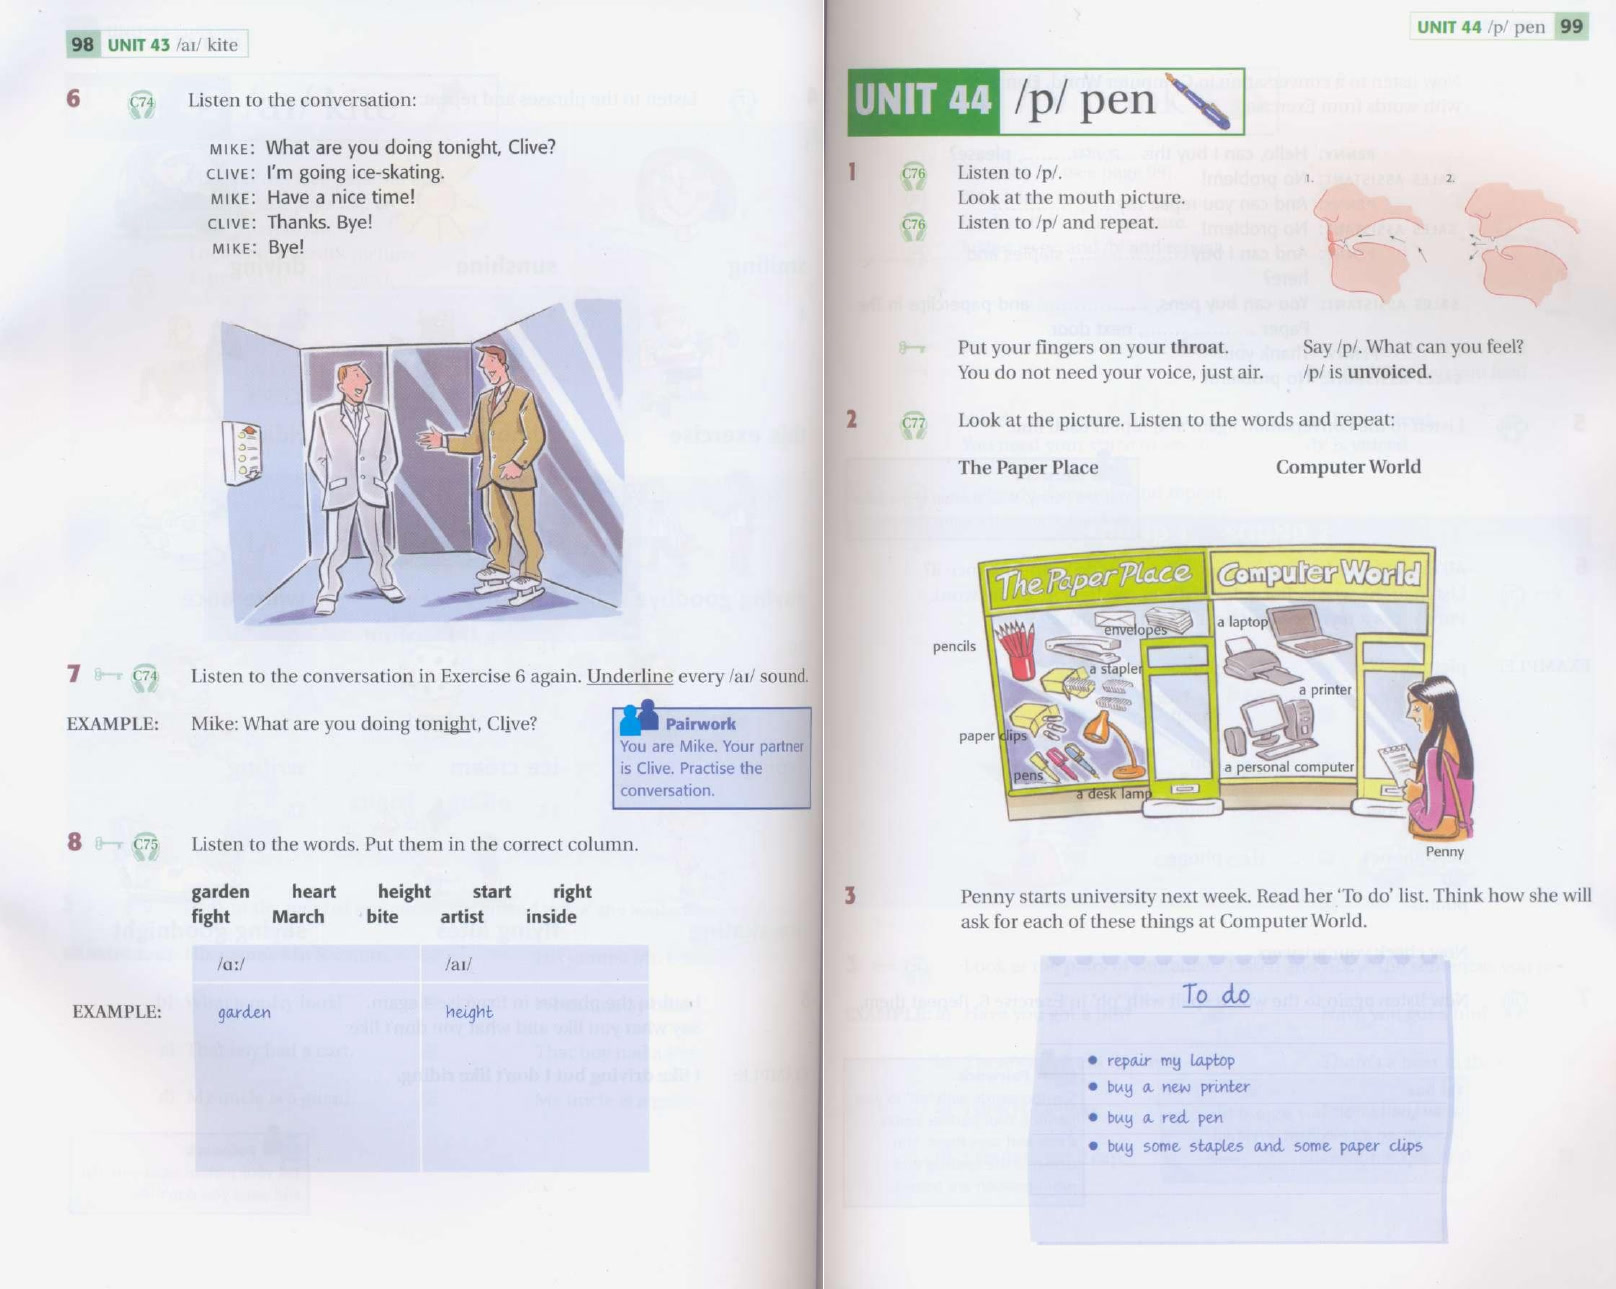 98 UNIT 43 /aɪ/ kite
6 C74 Listen to the conversation:
MIKE: What are you doing tonight, Clive?
CLIVE: I'm going ice-skating.
MIKE: Have a nice time!
CLIVE: Thanks. Bye!
MIKE: Bye!
7 C74 Listen to the conversation in Exercise 6 again. Underline every /aɪ/ sound.
EXAMPLE: Mike: What are you doing tonight, Clive?
Pairwork
You are Mike. Your partner
is Clive. Practise the
conversation.
8 C75 Listen to the words. Put them in the correct column.
garden heart height start right
fight March bite artist inside
/ɑː/ /aɪ/
EXAMPLE: garden height
UNIT 44 /p/ pen 99
UNIT 44 /p/ pen
1 C76 Listen to /p/.
Look at the mouth picture.
C76 Listen to /p/ and repeat.
1. 2.
Put your fingers on your throat. Say /p/. What can you feel?
You do not need your voice, just air. /p/ is unvoiced.
2 C77 Look at the picture. Listen to the words and repeat:
The Paper Place Computer World
The Paper Place Computer World
envelopes
a laptop
pencils
a stapler
a printer
paper clips
a personal computer
pens
a desk lamp
Penny
3 Penny starts university next week. Read her 'To do' list. Think how she will
ask for each of these things at Computer World.
To do
• repair my laptop
• buy a new printer
• buy a red pen
• buy some staples and some paper clips